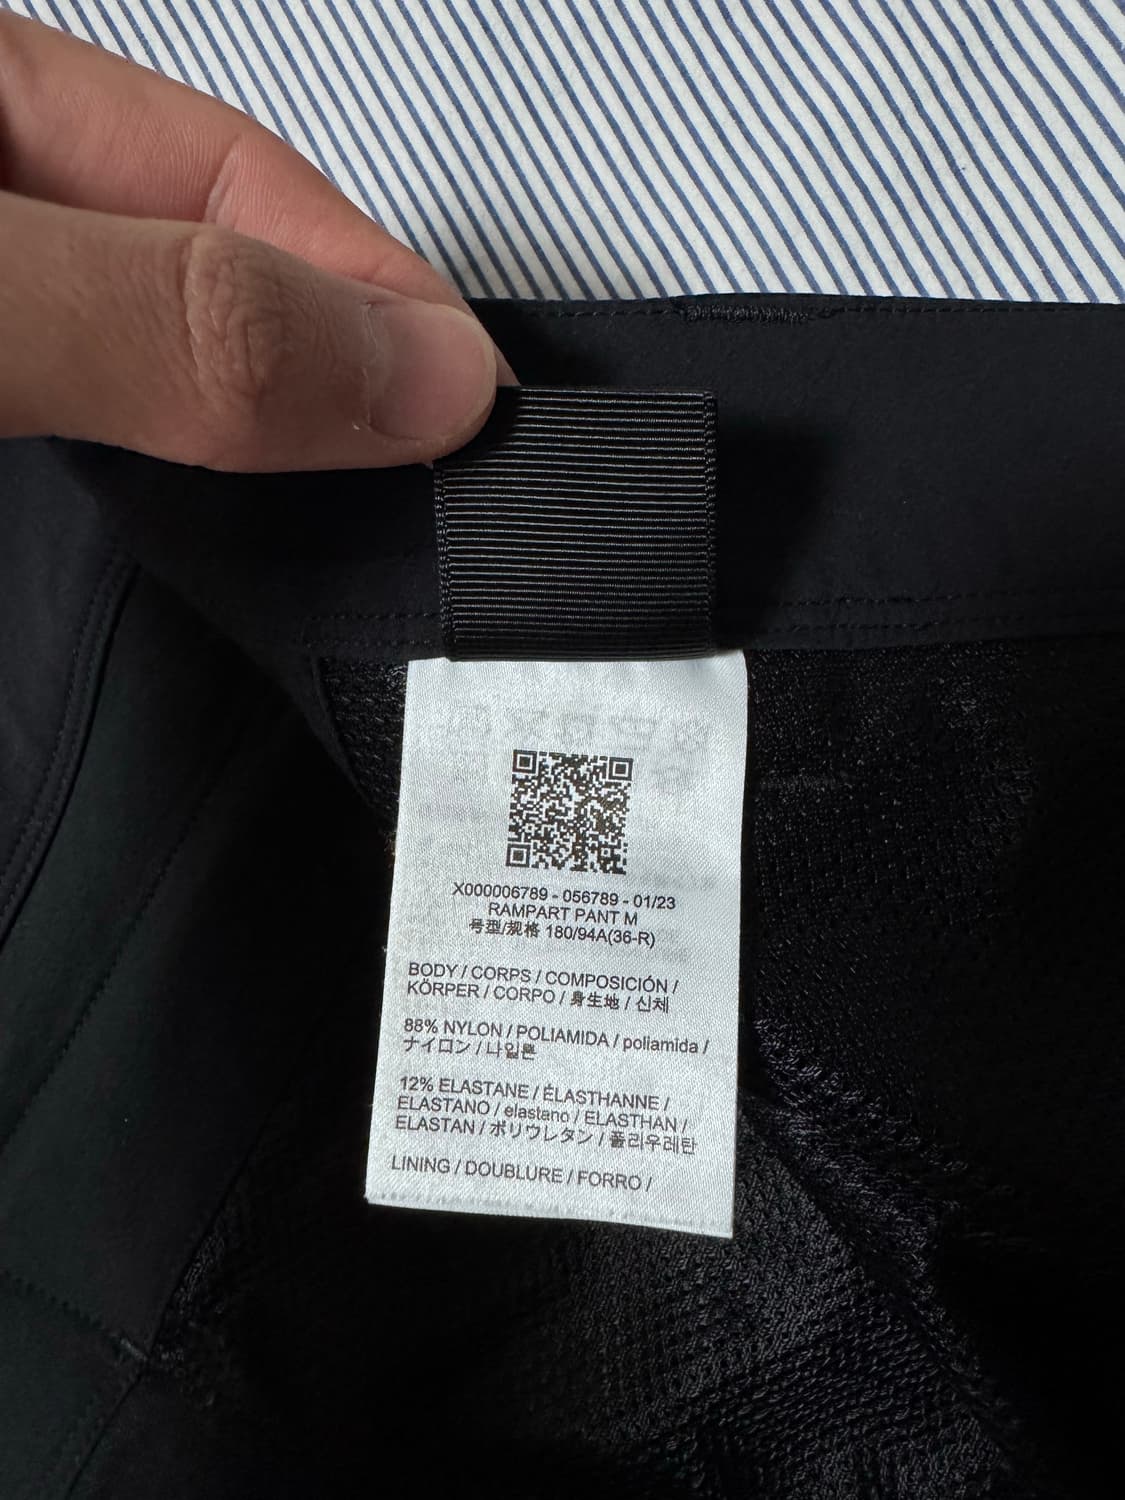 X000006789 - 056789 - 01/23
RAMPART PANT M
号型/规格 180/94A(36-R)
BODY / CORPS / COMPOSICIÓN /
KÖRPER / CORPO / 身生地 / 신체
88% NYLON / POLIAMIDA / poliamida /
ナイロン / 나일론
12% ELASTANE / ÉLASTHANNE /
ELASTANO / elastano / ELASTHAN /
ELASTAN / ポリウレタン / 폴리우레탄
LINING / DOUBLURE / FORRO /